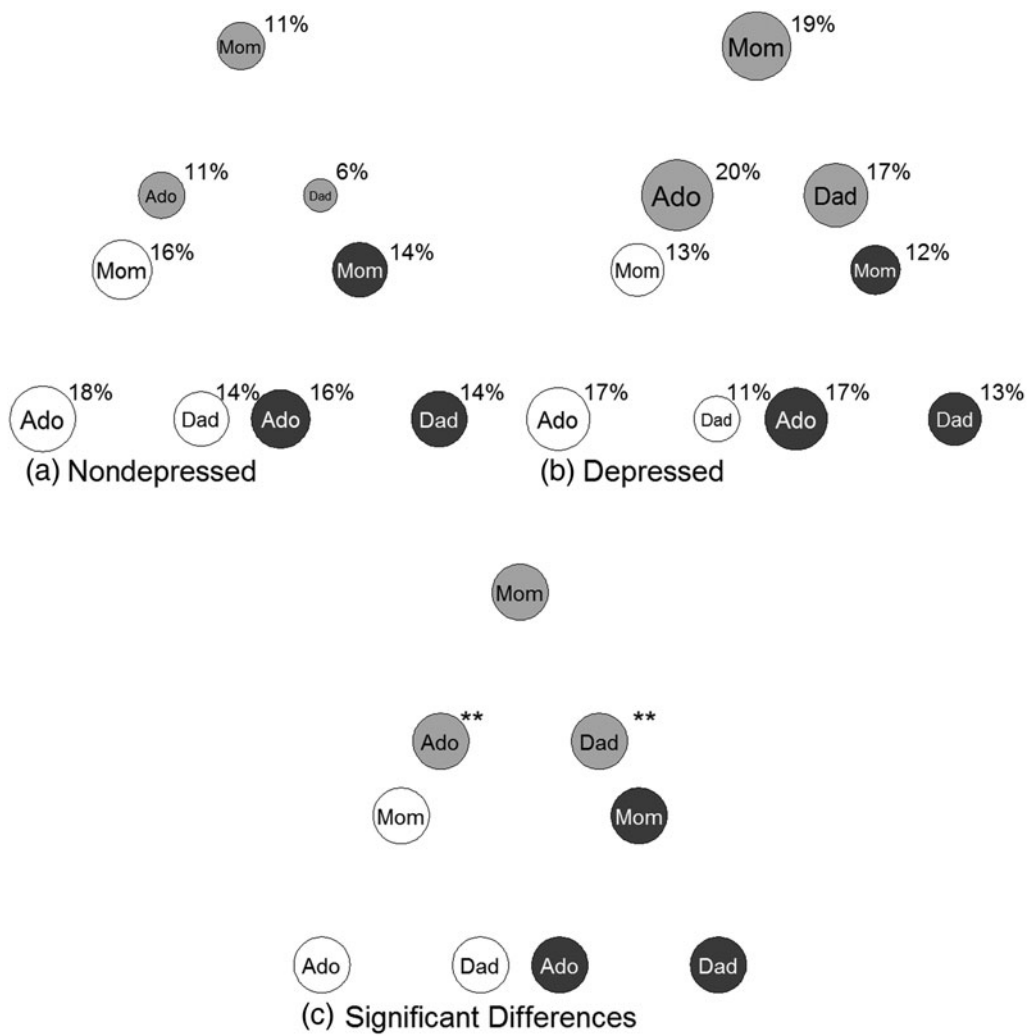 Mom 11%
Mom 19%
Ado 11%
Dad 6%
Ado 20%
Dad 17%
Mom 16%
Mom 14%
Mom 13%
Mom 12%
Ado 18%
Dad 14%
Ado 16%
Dad 14%
Ado 17%
Dad 11%
Ado 17%
Dad 13%
(a) Nondepressed
(b) Depressed
Mom
Ado **
Dad **
Mom
Mom
Ado
Dad
Ado
Dad
(c) Significant Differences